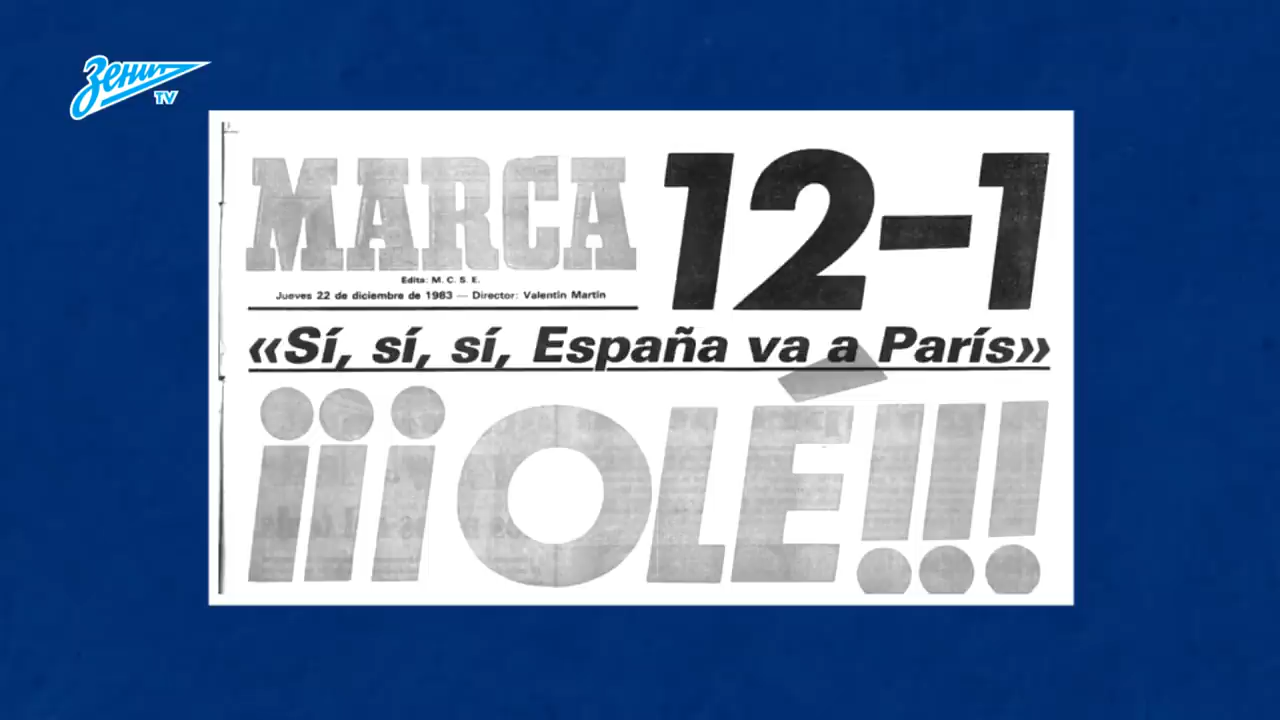 Зенит
TV
MARCA
12-1
Edita: M. C. S. E.
Jueves 22 de diciembre de 1983 — Director: Valentín Martín
«Sí, sí, sí, España va a París»
¡¡¡OLÉ!!!